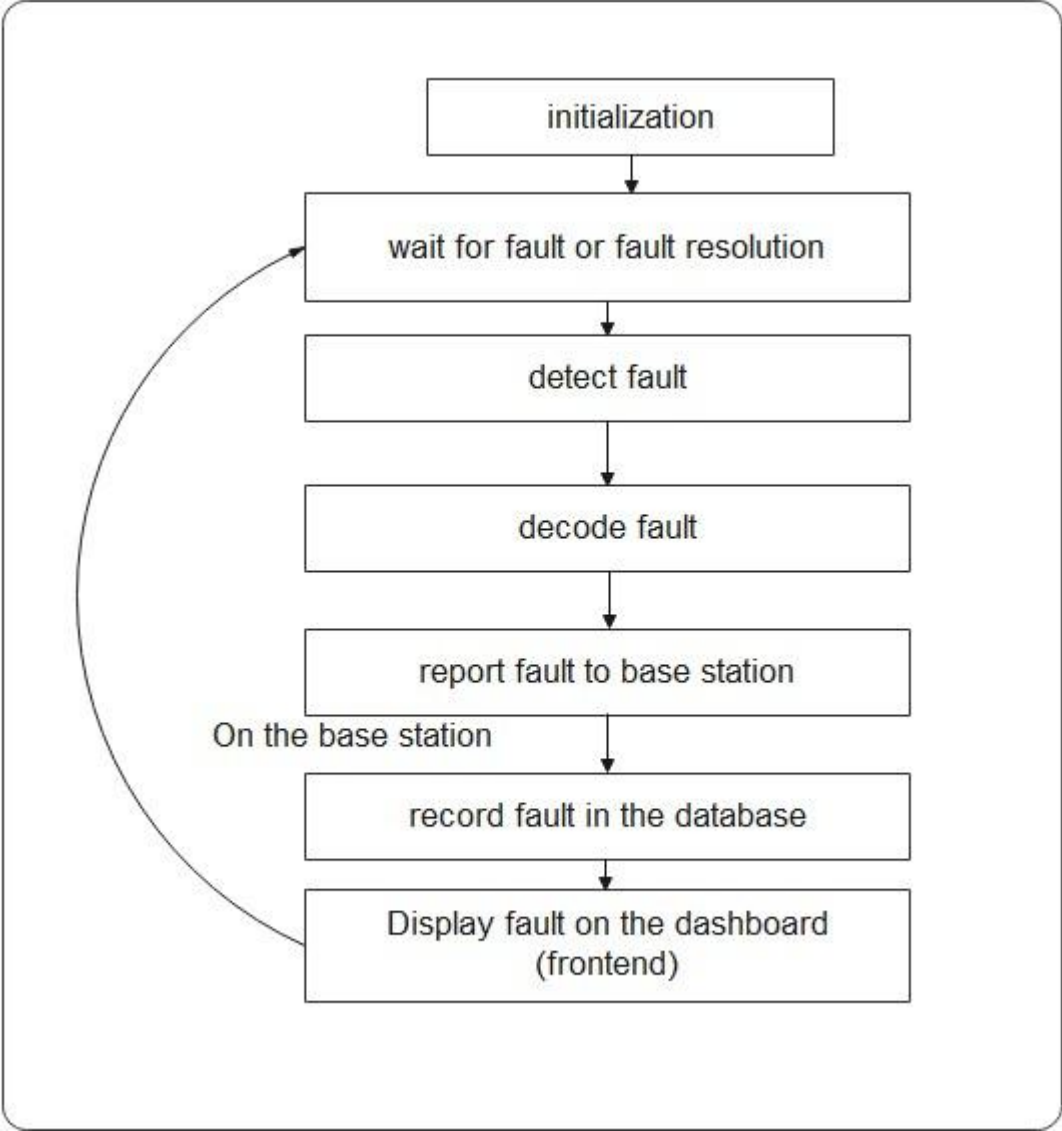 initialization
wait for fault or fault resolution
detect fault
decode fault
report fault to base station
On the base station
record fault in the database
Display fault on the dashboard
(frontend)